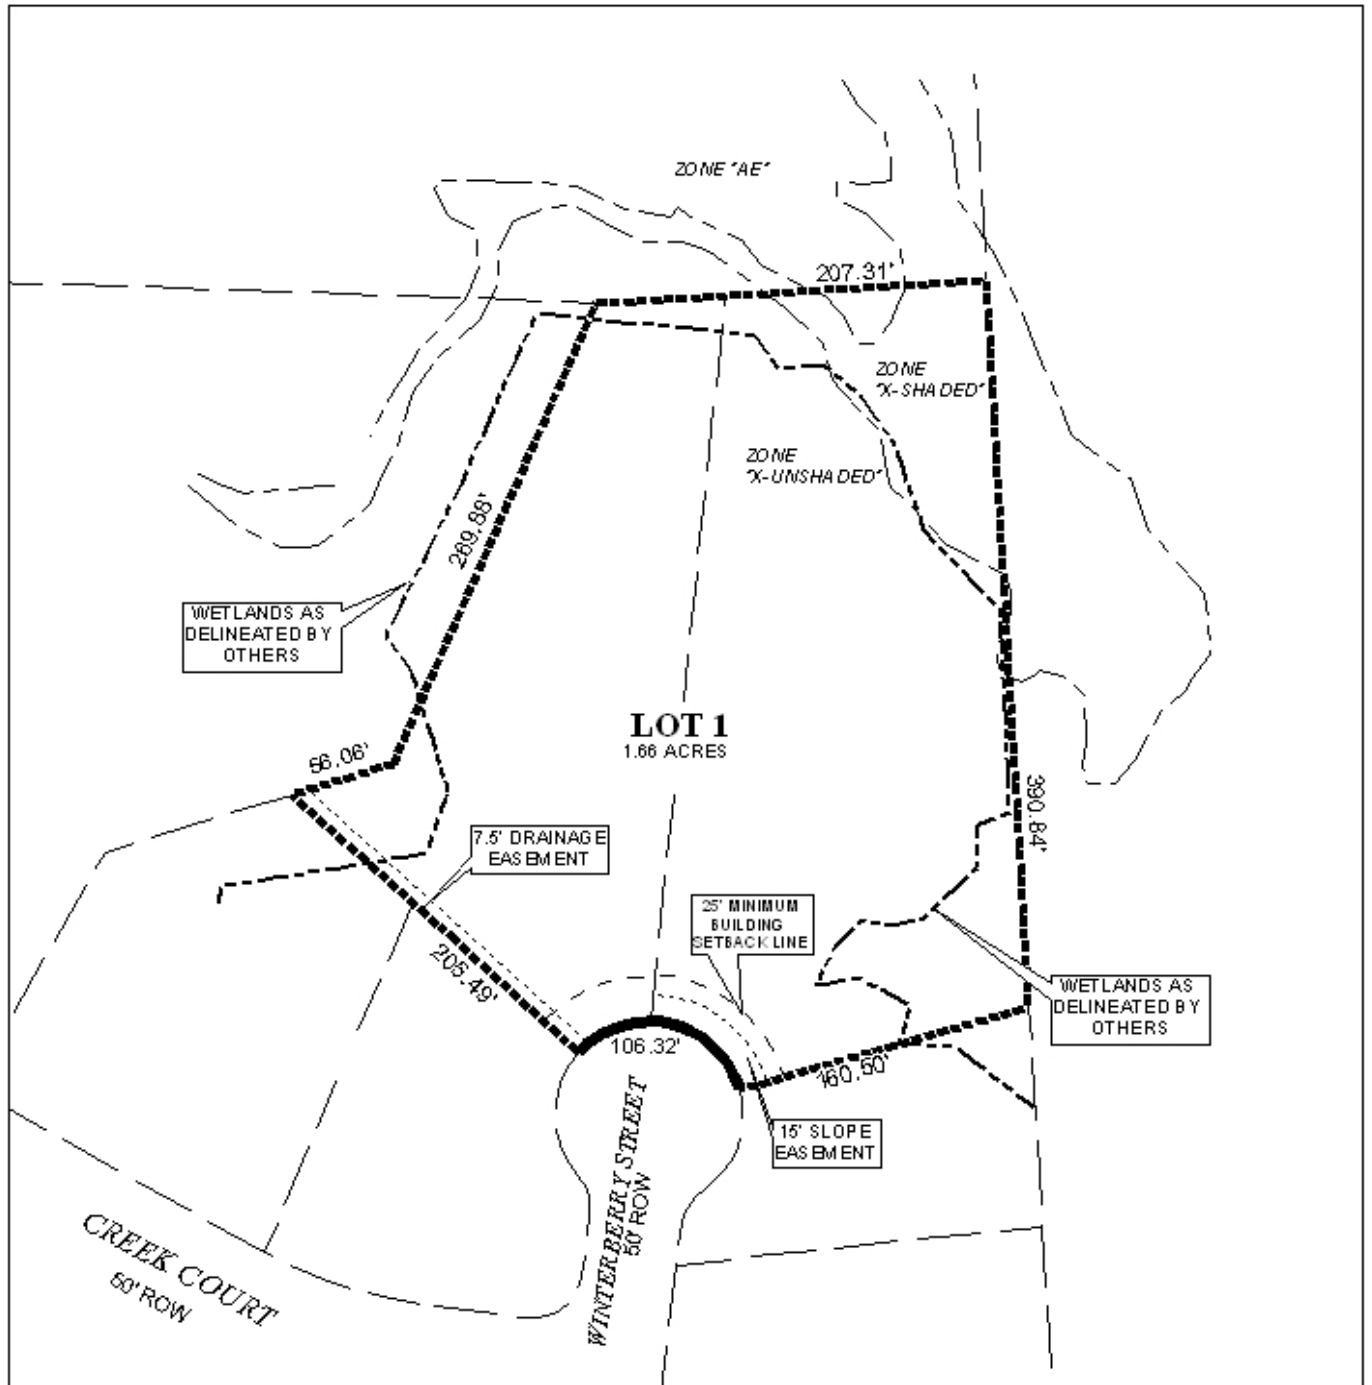 ZONE "AE"
207.31'
ZONE
"X-SHADED"
ZONE
"X-UNSHADED"
269.88'
WETLANDS AS
DELINEATED BY
OTHERS
LOT 1
1.66 ACRES
56.06'
390.84'
7.5' DRAINAGE
EASEMENT
25' MINIMUM
BUILDING
SETBACK LINE
205.49'
WETLANDS AS
DELINEATED BY
OTHERS
106.32'
160.50'
15' SLOPE
EASEMENT
WINTERBERRY STREET
50' ROW
CREEK COURT
50' ROW